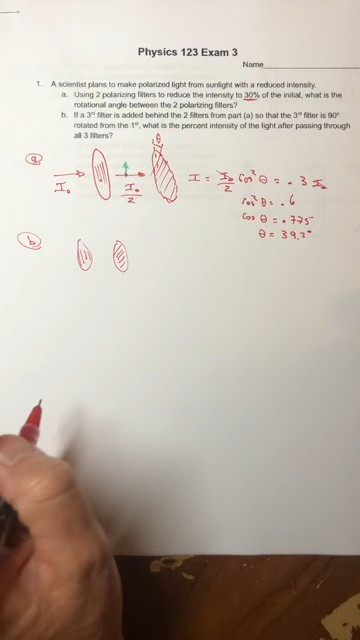 Physics 123 Exam 3
Name
1. A scientist plans to make polarized light from sunlight with a reduced intensity.
a. Using 2 polarizing filters to reduce the intensity to 30% of the initial, what is the
rotational angle between the 2 polarizing filters?
b. If a 3rd filter is added behind the 2 filters from part (a) so that the 3rd filter is 90°
rotated from the 1st, what is the percent intensity of the light after passing through
all 3 filters?
a
θ
I₀
I₀/2
I = I₀/2 cos²θ = .3 I₀
cos²θ = .6
cos θ = .775
θ = 39.2°
b